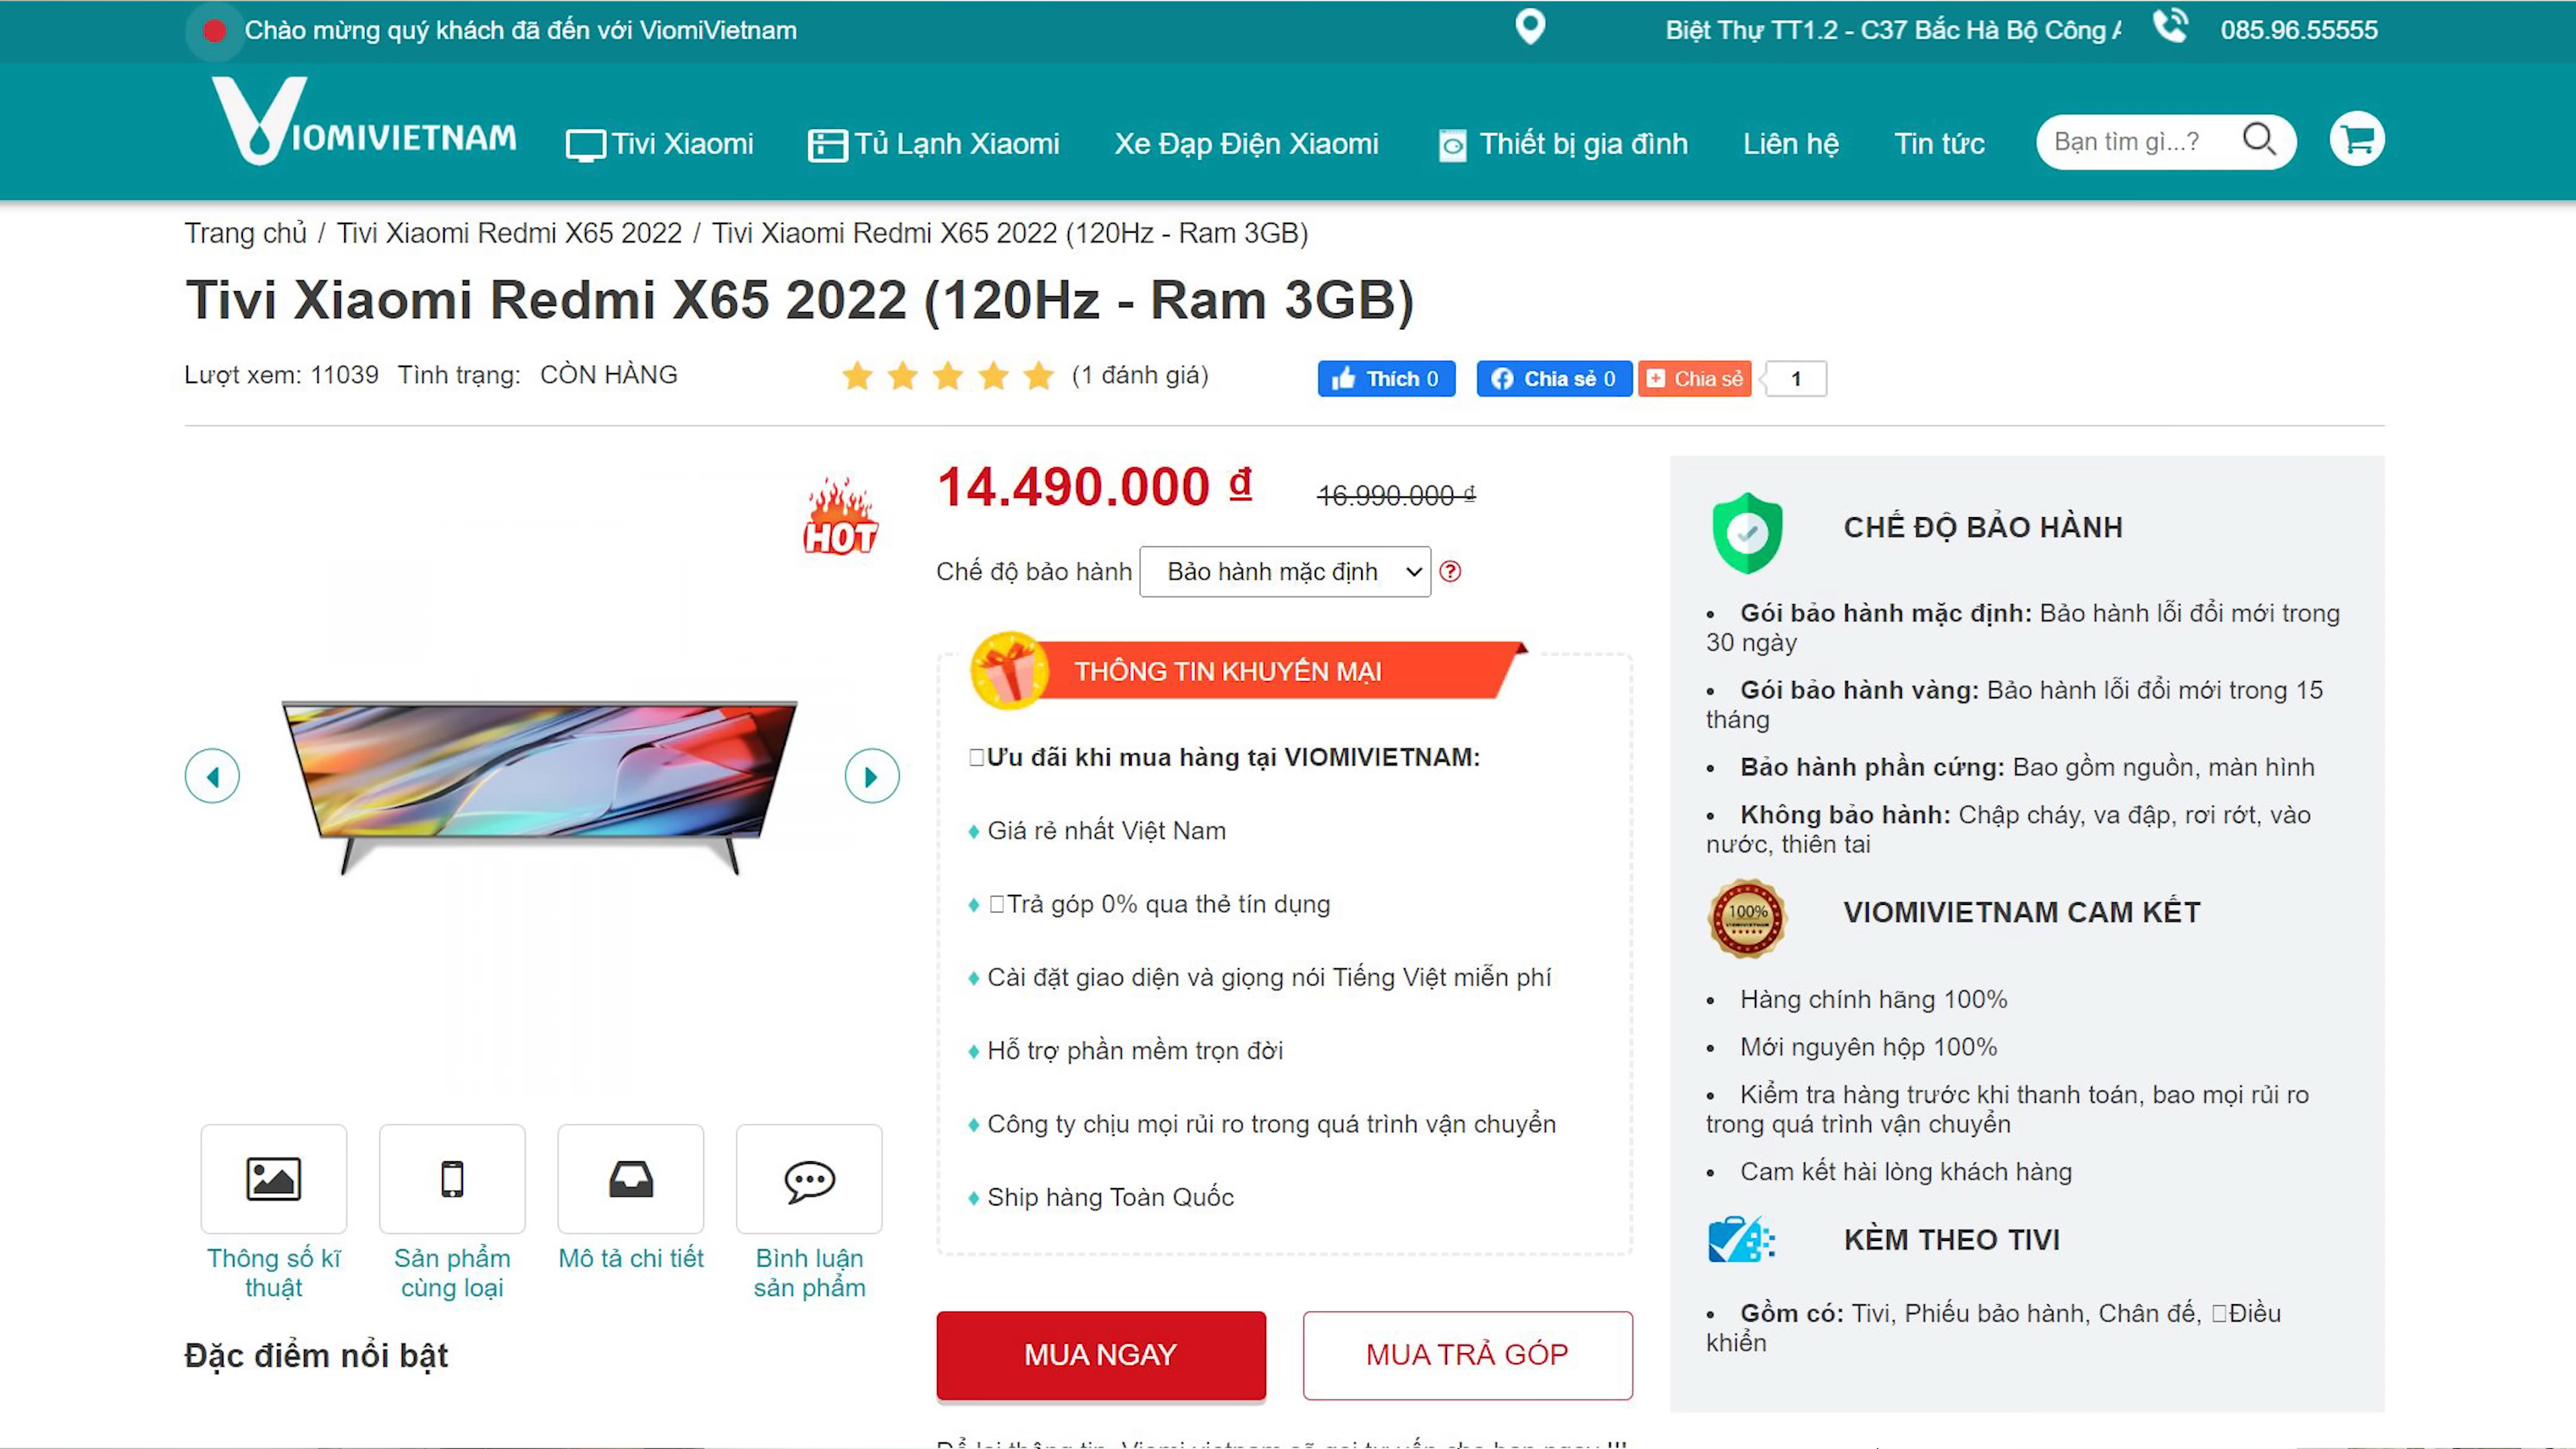 Chào mừng quý khách đã đến với ViomiVietnam
Biệt Thự TT1.2 - C37 Bắc Hà Bộ Công
085.96.55555
VIOMIVIETNAM
Tivi Xiaomi
Tủ Lạnh Xiaomi
Xe Đạp Điện Xiaomi
Thiết bị gia đình
Liên hệ
Tin tức
Bạn tìm gì...?
Trang chủ / Tivi Xiaomi Redmi X65 2022 / Tivi Xiaomi Redmi X65 2022 (120Hz - Ram 3GB)
Tivi Xiaomi Redmi X65 2022 (120Hz - Ram 3GB)
Lượt xem: 11039 Tình trạng: CÒN HÀNG
(1 đánh giá)
Thích 0
Chia sẻ 0
Chia sẻ
1
HOT
14.490.000 ₫
16.990.000 ₫
Chế độ bảo hành
Bảo hành mặc định
?
THÔNG TIN KHUYẾN MẠI
Ưu đãi khi mua hàng tại VIOMIVIETNAM:
♦ Giá rẻ nhất Việt Nam
♦ Trả góp 0% qua thẻ tín dụng
♦ Cài đặt giao diện và giọng nói Tiếng Việt miễn phí
♦ Hỗ trợ phần mềm trọn đời
♦ Công ty chịu mọi rủi ro trong quá trình vận chuyển
♦ Ship hàng Toàn Quốc
MUA NGAY
MUA TRẢ GÓP
Để lại thông tin, Viomi vietnam sẽ gọi tư vấn cho bạn ngay !!!
Thông số kĩ
thuật
Sản phẩm
cùng loại
Mô tả chi tiết
Bình luận
sản phẩm
Đặc điểm nổi bật
CHẾ ĐỘ BẢO HÀNH
• Gói bảo hành mặc định: Bảo hành lỗi đổi mới trong
30 ngày
• Gói bảo hành vàng: Bảo hành lỗi đổi mới trong 15
tháng
• Bảo hành phần cứng: Bao gồm nguồn, màn hình
• Không bảo hành: Chập cháy, va đập, rơi rớt, vào
nước, thiên tai
100%
VIOMIVIETNAM CAM KẾT
• Hàng chính hãng 100%
• Mới nguyên hộp 100%
• Kiểm tra hàng trước khi thanh toán, bao mọi rủi ro
trong quá trình vận chuyển
• Cam kết hài lòng khách hàng
KÈM THEO TIVI
• Gồm có: Tivi, Phiếu bảo hành, Chân đế, Điều
khiển